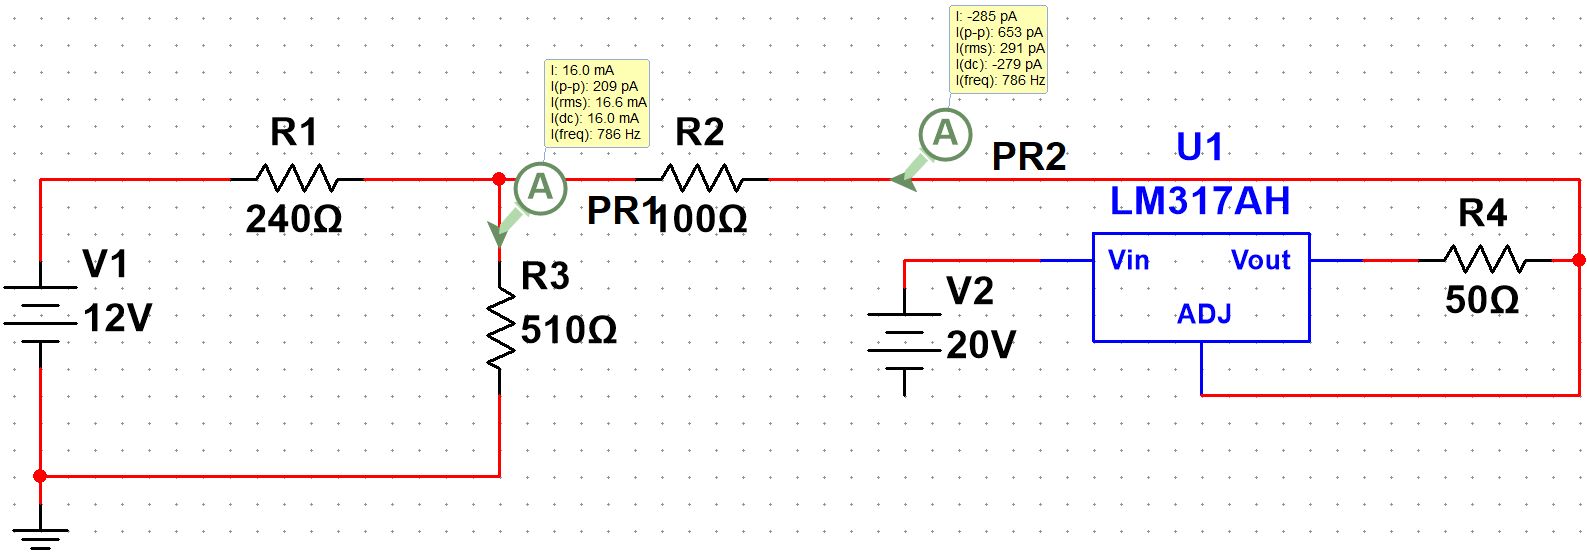 I: -285 pA
I(p-p): 653 pA
I(rms): 291 pA
I(dc): -279 pA
I(freq): 786 Hz
I: 16.0 mA
I(p-p): 209 pA
I(rms): 16.6 mA
I(dc): 16.0 mA
I(freq): 786 Hz
R1
240Ω
A
PR1
R2
100Ω
A
PR2
U1
LM317AH
Vin
Vout
ADJ
R4
50Ω
V1
12V
R3
510Ω
V2
20V